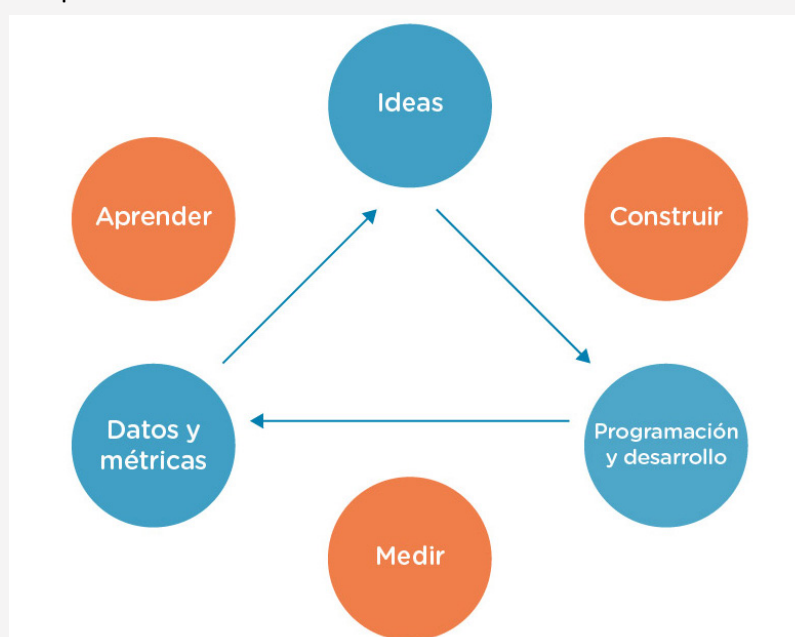 Ideas
Aprender
Construir
Datos y
métricas
Programación
y desarrollo
Medir